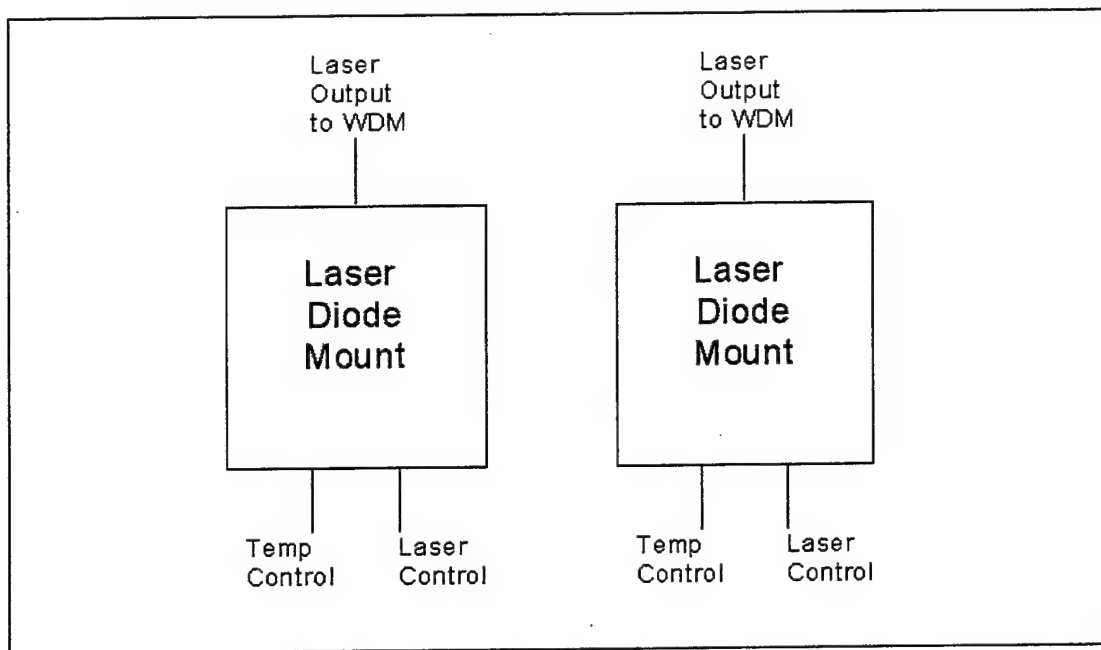 Laser
Output
to WDM
Laser
Diode
Mount
Temp
Control
Laser
Control
Laser
Output
to WDM
Laser
Diode
Mount
Temp
Control
Laser
Control